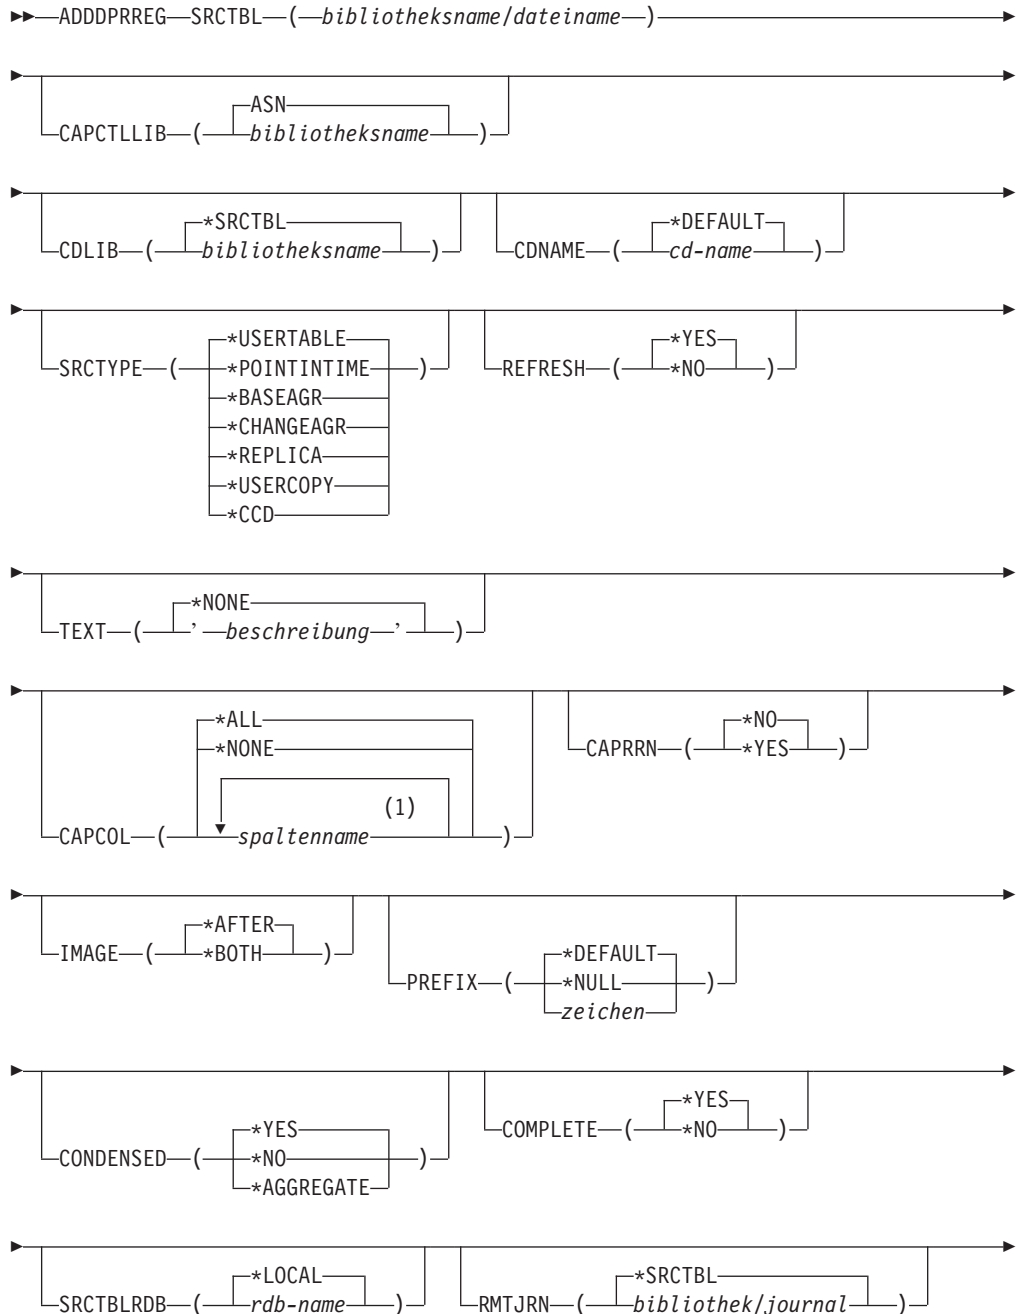 ADDDPRREG SRCTBL ( bibliotheksname/dateiname )
ASN
CAPCTLLIB ( bibliotheksname )
*SRCTBL *DEFAULT
CDLIB ( bibliotheksname ) CDNAME ( cd-name )
*USERTABLE *YES
SRCTYPE ( *POINTINTIME ) REFRESH ( *NO )
*BASEAGR
*CHANGEAGR
*REPLICA
*USERCOPY
*CCD
*NONE
TEXT ( ’ beschreibung ’ )
*ALL *NO
*NONE CAPRRN ( *YES )
(1)
CAPCOL ( spaltenname )
*AFTER *DEFAULT
IMAGE ( *BOTH ) PREFIX ( *NULL )
zeichen
*YES *YES
CONDENSED ( *NO ) COMPLETE ( *NO )
*AGGREGATE
*LOCAL *SRCTBL
SRCTBLRDB ( rdb-name ) RMTJRN ( bibliothek/journal )